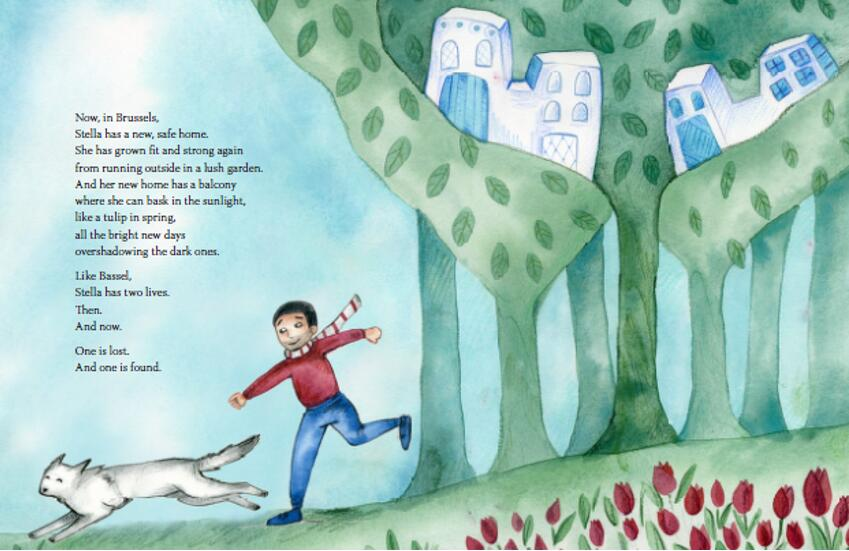 Now, in Brussels,
Stella has a new, safe home.
She has grown fit and strong again
from running outside in a lush garden.
And her new home has a balcony
where she can bask in the sunlight,
like a tulip in spring,
all the bright new days
overshadowing the dark ones.
Like Bassel,
Stella has two lives.
Then.
And now.
One is lost.
And one is found.